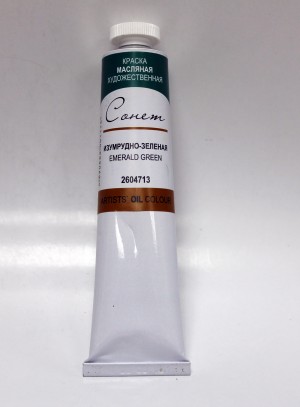 КРАСКА
МАСЛЯНАЯ
ХУДОЖЕСТВЕННАЯ
Сонет
ИЗУМРУДНО-ЗЕЛЕНАЯ
EMERALD GREEN
2604713
ARTISTS' OIL COLOUR